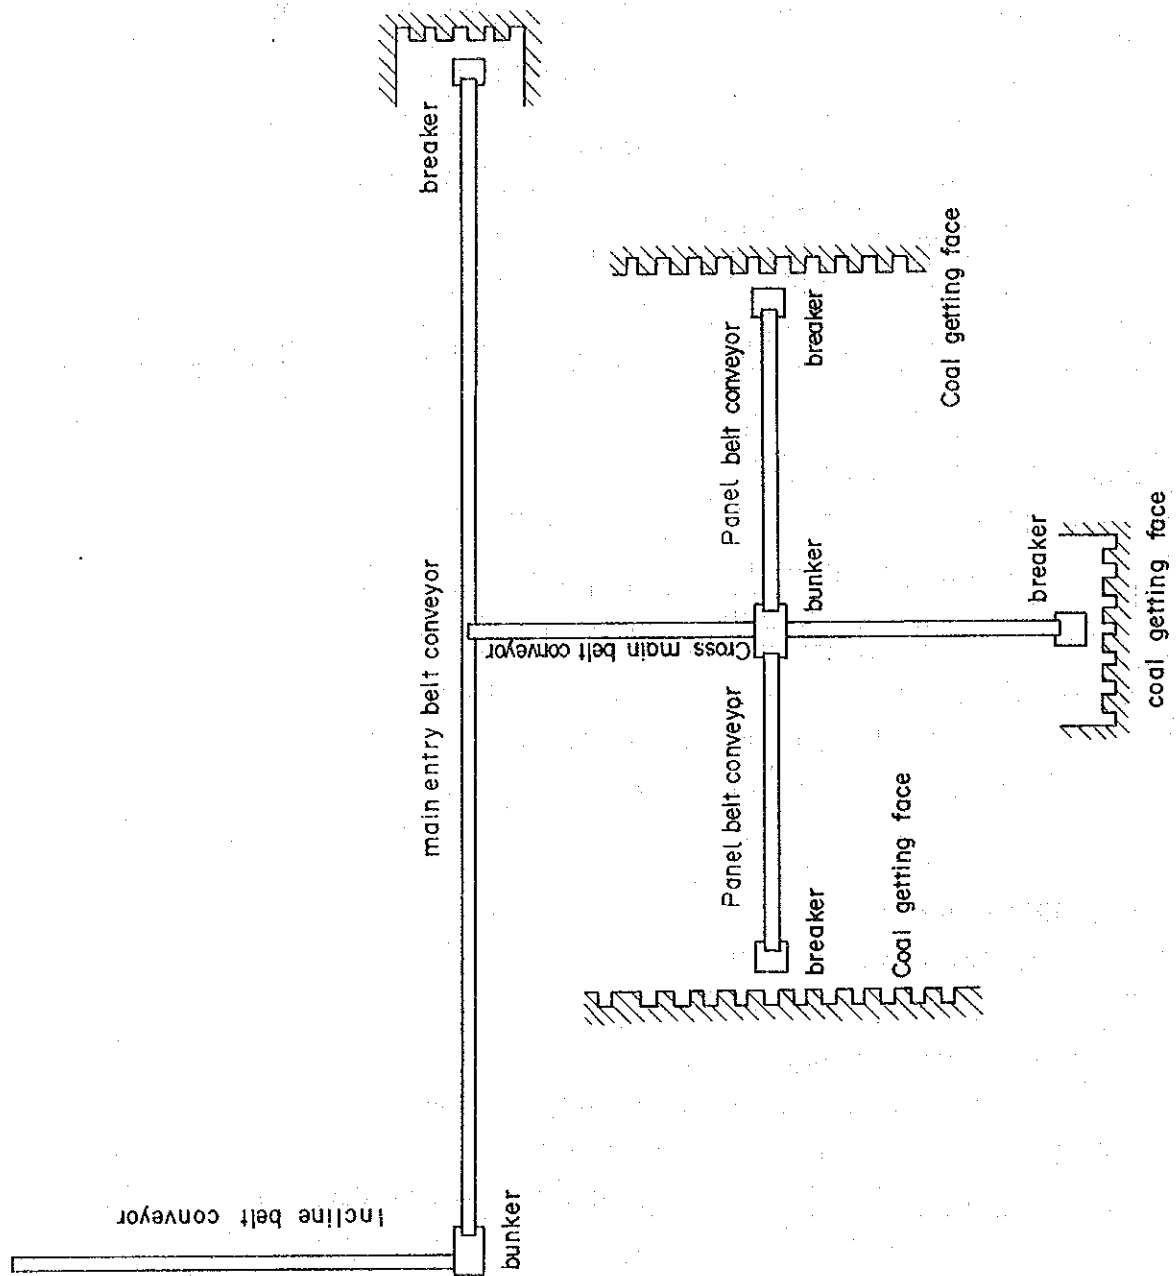 Incline belt conveyor
bunker
main entry belt conveyor
breaker
Cross main belt conveyor
Panel belt conveyor
breaker
Coal getting face
bunker
Panel belt conveyor
breaker
Coal getting face
breaker
coal getting face